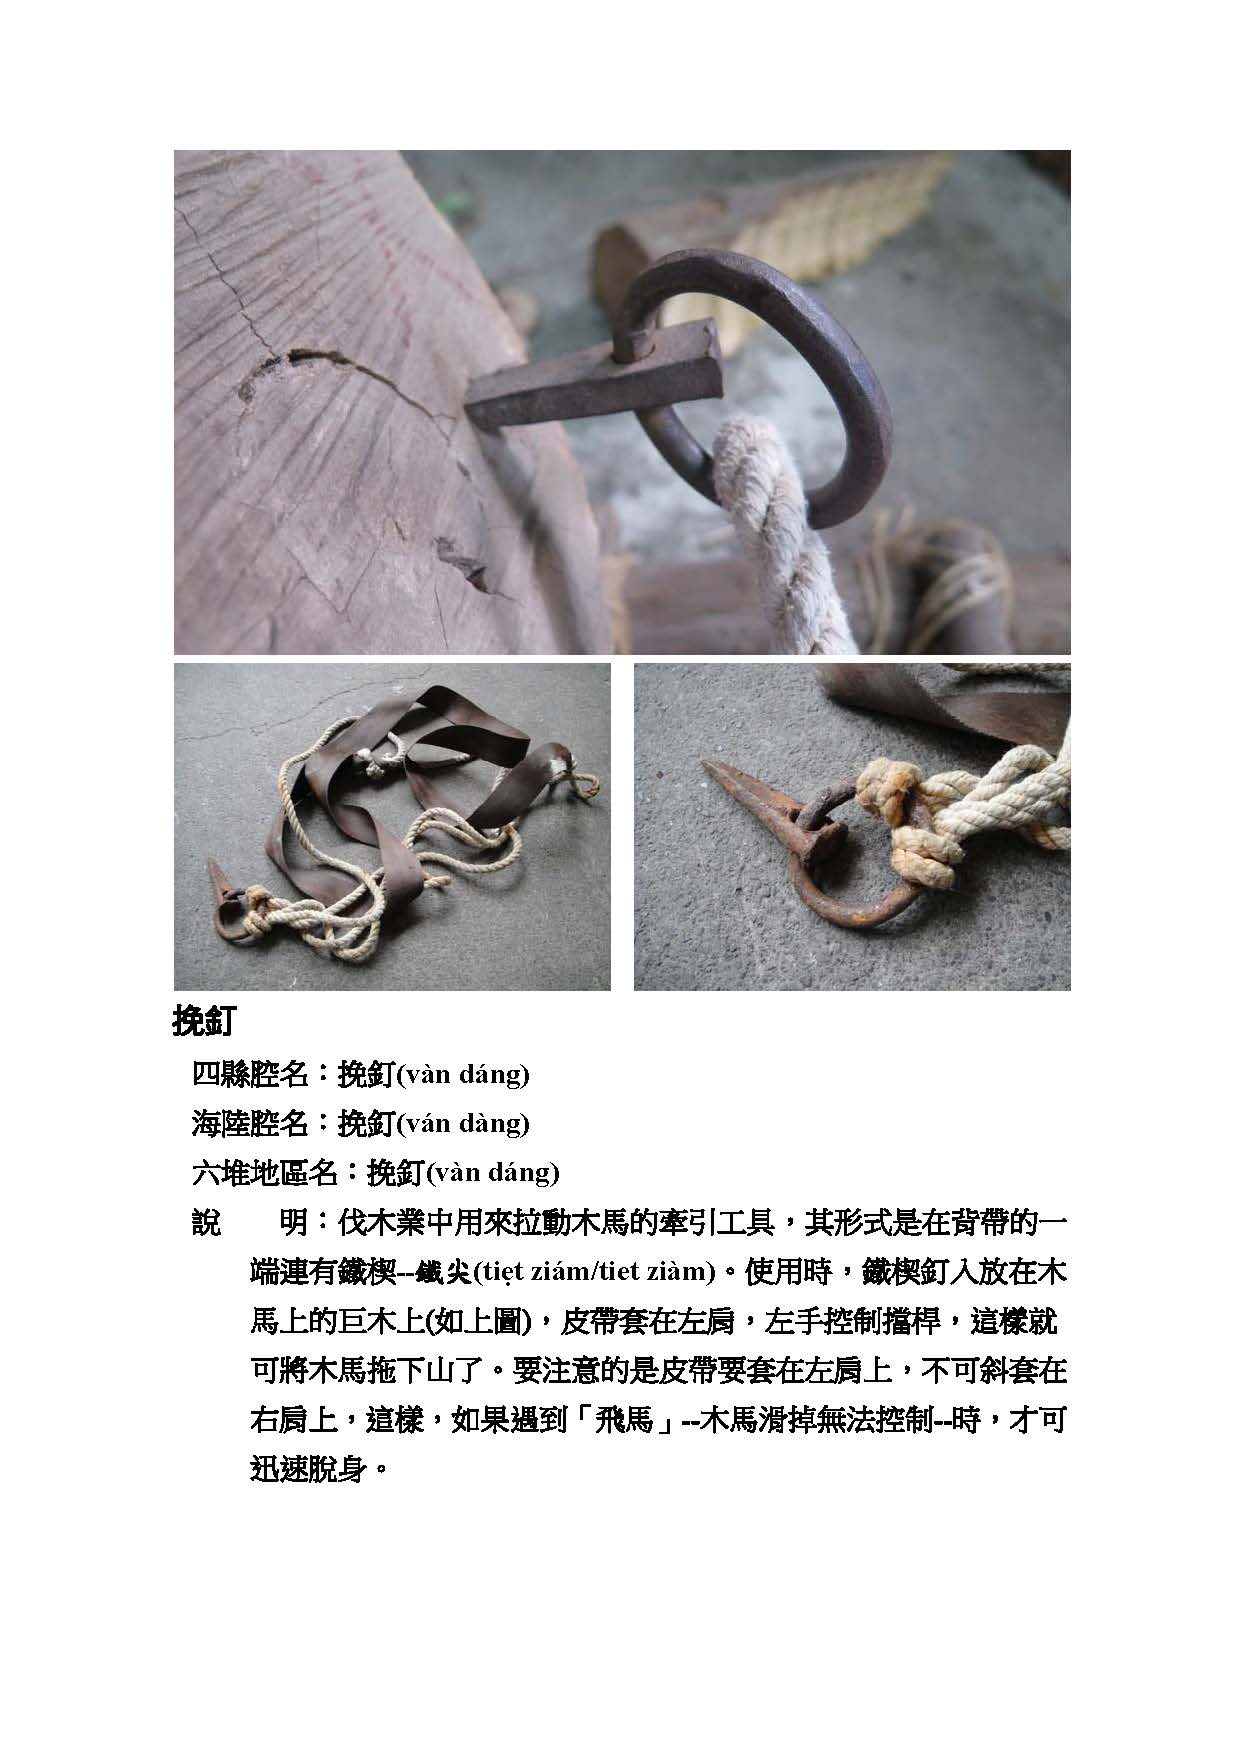 挽釘
四縣腔名：挽釘(vàn dáng)
海陸腔名：挽釘(ván dàng)
六堆地區名：挽釘(vàn dáng)
說　　明：伐木業中用來拉動木馬的牽引工具，其形式是在背帶的一
端連有鐵楔--鐵尖(tiẹt ziám/tiet ziàm)。使用時，鐵楔釘入放在木
馬上的巨木上(如上圖)，皮帶套在左肩，左手控制擋桿，這樣就
可將木馬拖下山了。要注意的是皮帶要套在左肩上，不可斜套在
右肩上，這樣，如果遇到「飛馬」--木馬滑掉無法控制--時，才可
迅速脫身。